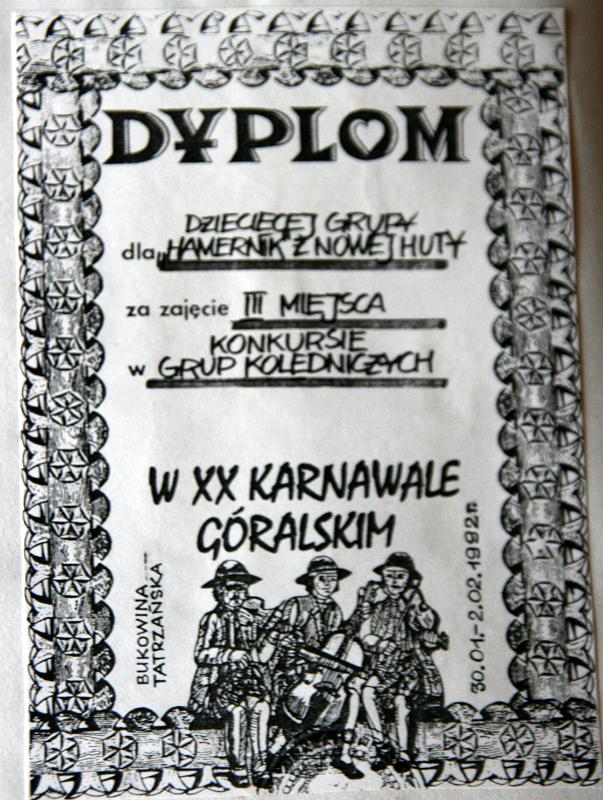 DYPLOM
DZIECIĘCEJ GRUPY
dla „HAMERNIK" Z NOWEJ HUTY
za zajęcie III MIEJSCA
KONKURSIE
w GRUP KOLĘDNICZYCH
W XX KARNAWALE
GÓRALSKIM
BUKOWINA
TATRZAŃSKA
30.01.-2.02.1992 r.